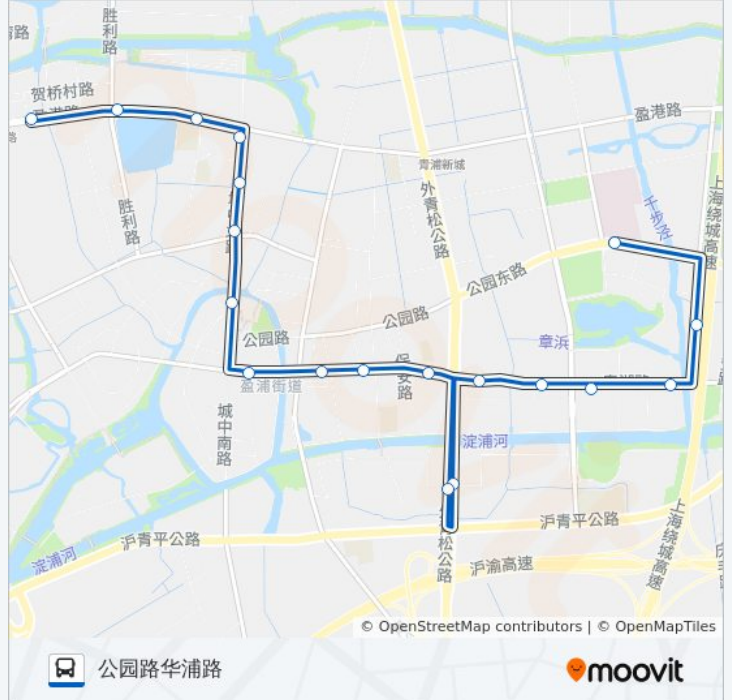 胜利路
贺桥村路
盈港路
青浦新城
外青松公路
千步泾
上海绕城高速
胜利路
公园东路
公园路
公园路
章浜
盈浦街道
保安路
城中南路
淀浦河
沪青平公路
沪青平公路
淀浦河
松公路
沪渝高速
上海绕城高速
© OpenStreetMap contributors | © OpenMapTiles
公园路华浦路
moovit